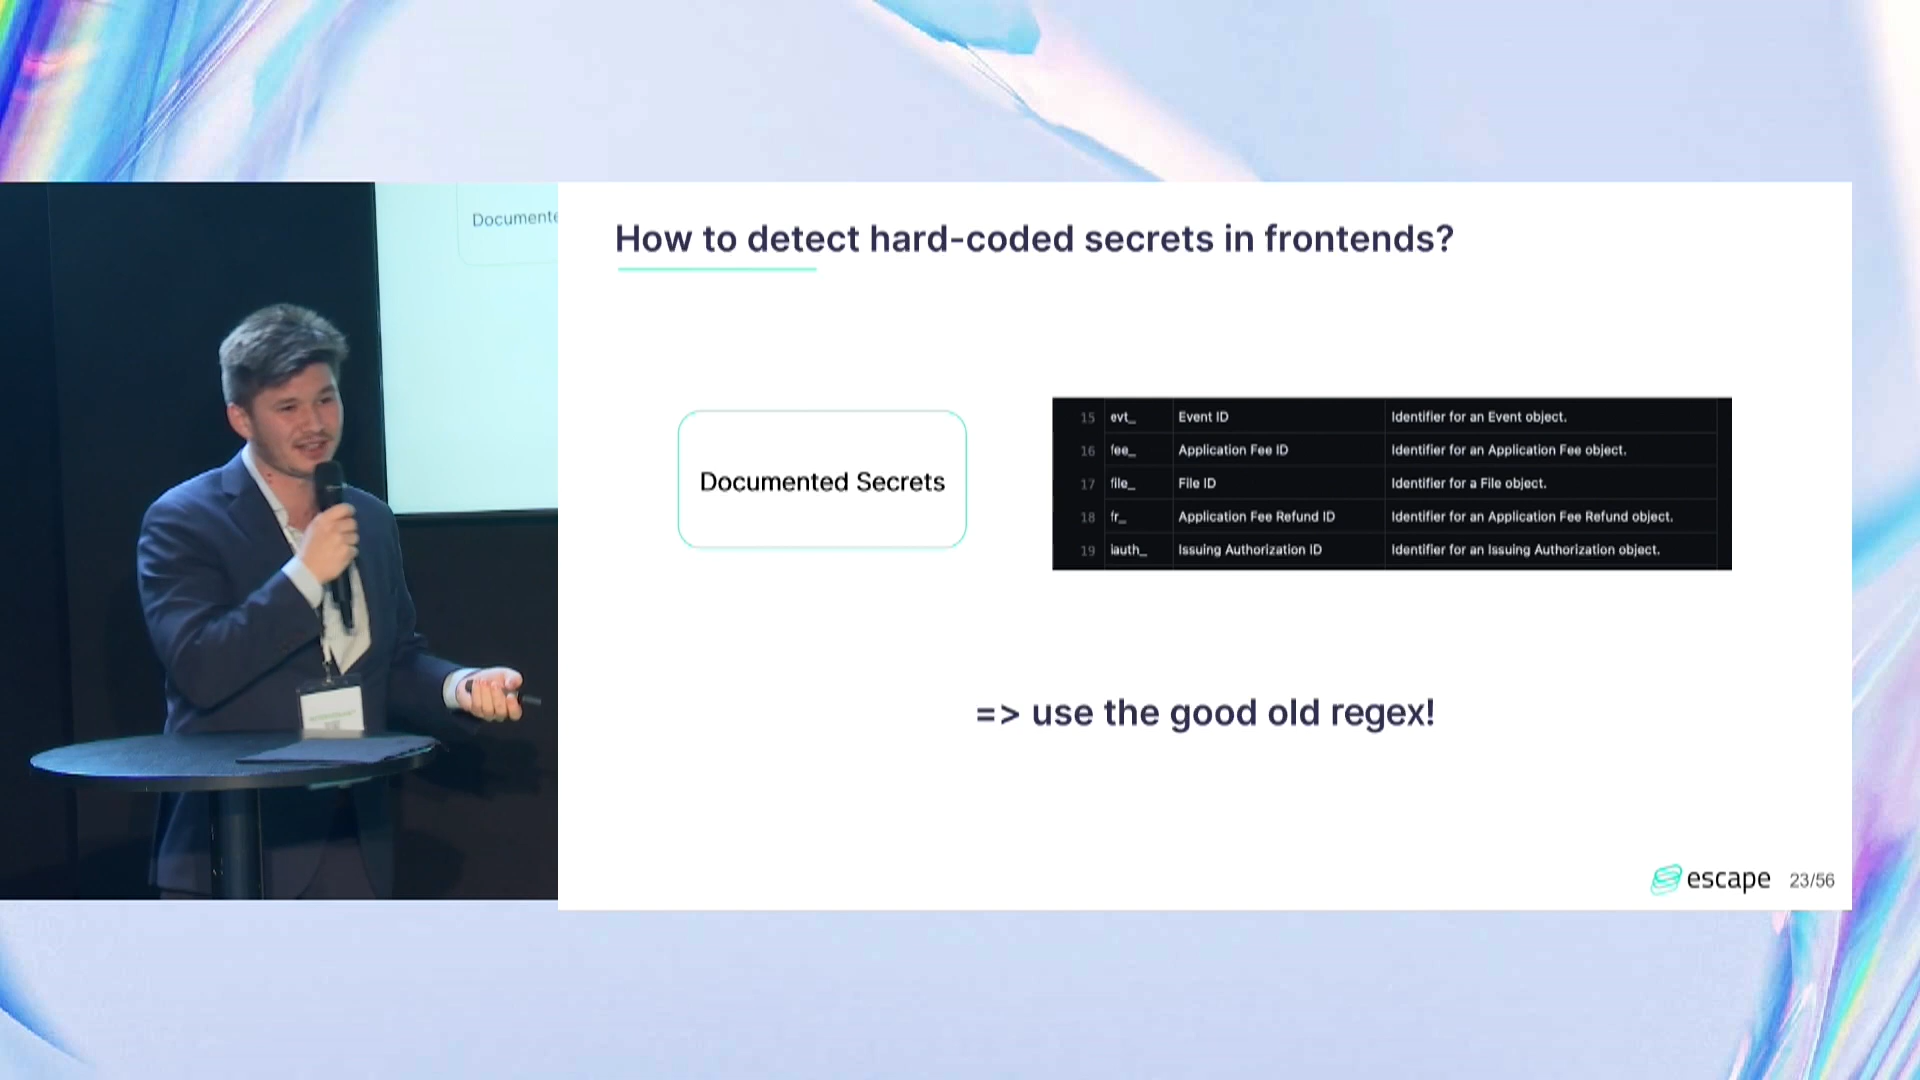 Documente
How to detect hard-coded secrets in frontends?
Documented Secrets
15 evt_ Event ID Identifier for an Event object.
16 fee_ Application Fee ID Identifier for an Application Fee object.
17 file_ File ID Identifier for a File object.
18 fr_ Application Fee Refund ID Identifier for an Application Fee Refund object.
19 iauth_ Issuing Authorization ID Identifier for an Issuing Authorization object.
=> use the good old regex!
escape 23/56